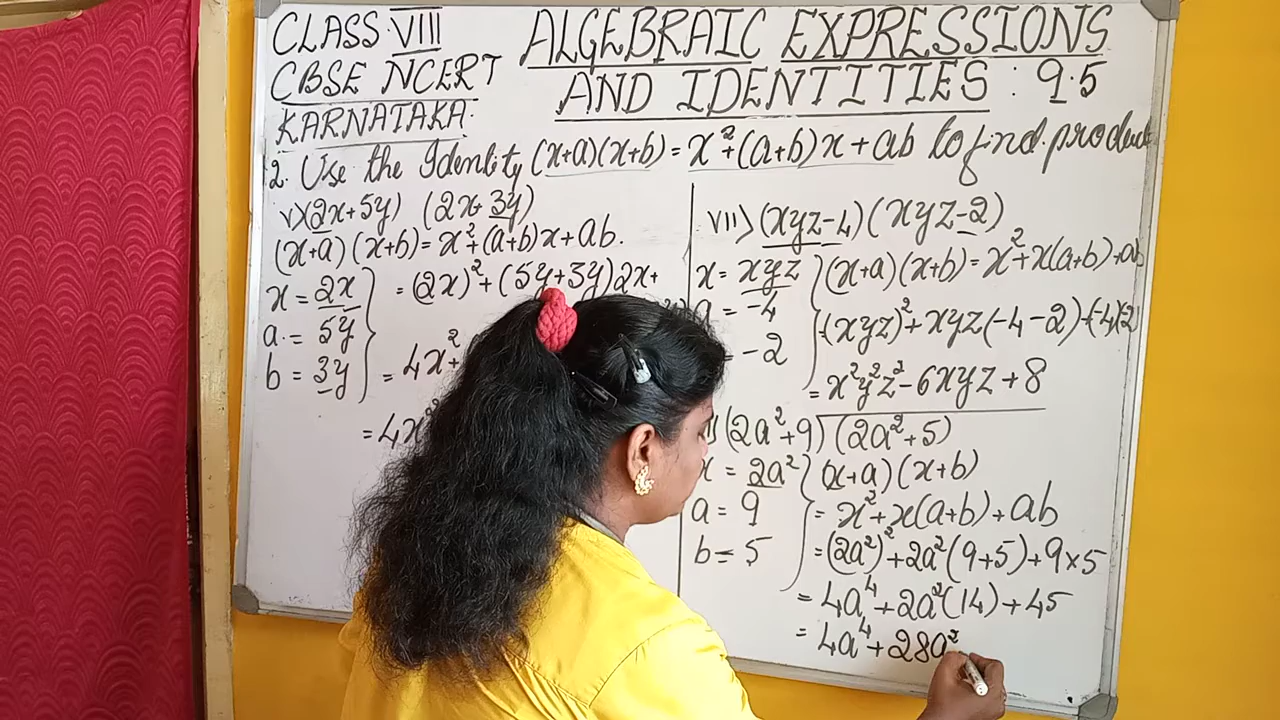 CLASS VIII
CBSE NCERT
KARNATAKA
ALGEBRAIC EXPRESSIONS
AND IDENTITIES : 9.5
2. Use the Identity (x+a)(x+b) = x²+(a+b)x+ab to find product
v) (2x+5y) (2x+3y)
(x+a)(x+b) = x²+(a+b)x+ab.
x = 2x
a = 5y
b = 3y
= (2x)²+(5y+3y)2x+
= 4x²+
= 4x
VII) (xyz-4)(xyz-2)
x = xyz
= -4
-2
(x+a)(x+b) = x²+x(a+b)+ab
(xyz)²+xyz(-4-2)+(-4)(-2)
= x²y²z²-6xyz+8
(2a²+9)(2a²+5)
x = 2a²
a = 9
b = 5
(x+a)(x+b)
= x²+x(a+b)+ab
= (2a²)²+2a²(9+5)+9×5
= 4a⁴+2a²(14)+45
= 4a⁴+28a²